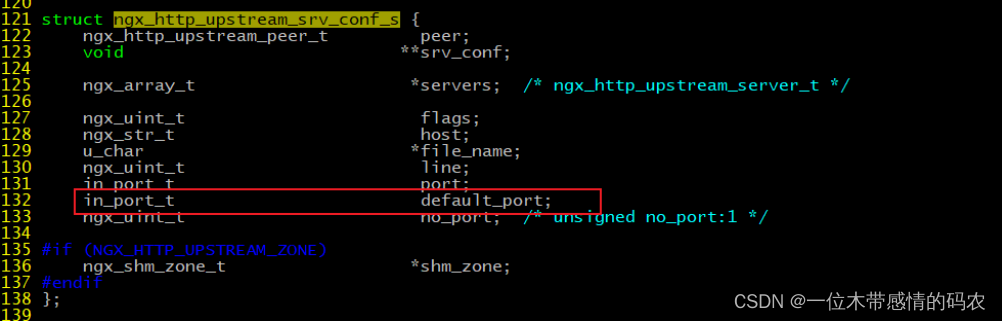 120
121 struct ngx_http_upstream_srv_conf_s {
122     ngx_http_upstream_peer_t         peer;
123     void                           **srv_conf;
124
125     ngx_array_t                     *servers;  /* ngx_http_upstream_server_t */
126
127     ngx_uint_t                       flags;
128     ngx_str_t                        host;
129     u_char                          *file_name;
130     ngx_uint_t                       line;
131     in_port_t                        port;
132     in_port_t                        default_port;
133     ngx_uint_t                       no_port;  /* unsigned no_port:1 */
134
135 #if (NGX_HTTP_UPSTREAM_ZONE)
136     ngx_shm_zone_t                  *shm_zone;
137 #endif
138 };
139
CSDN @一位木带感情的码农